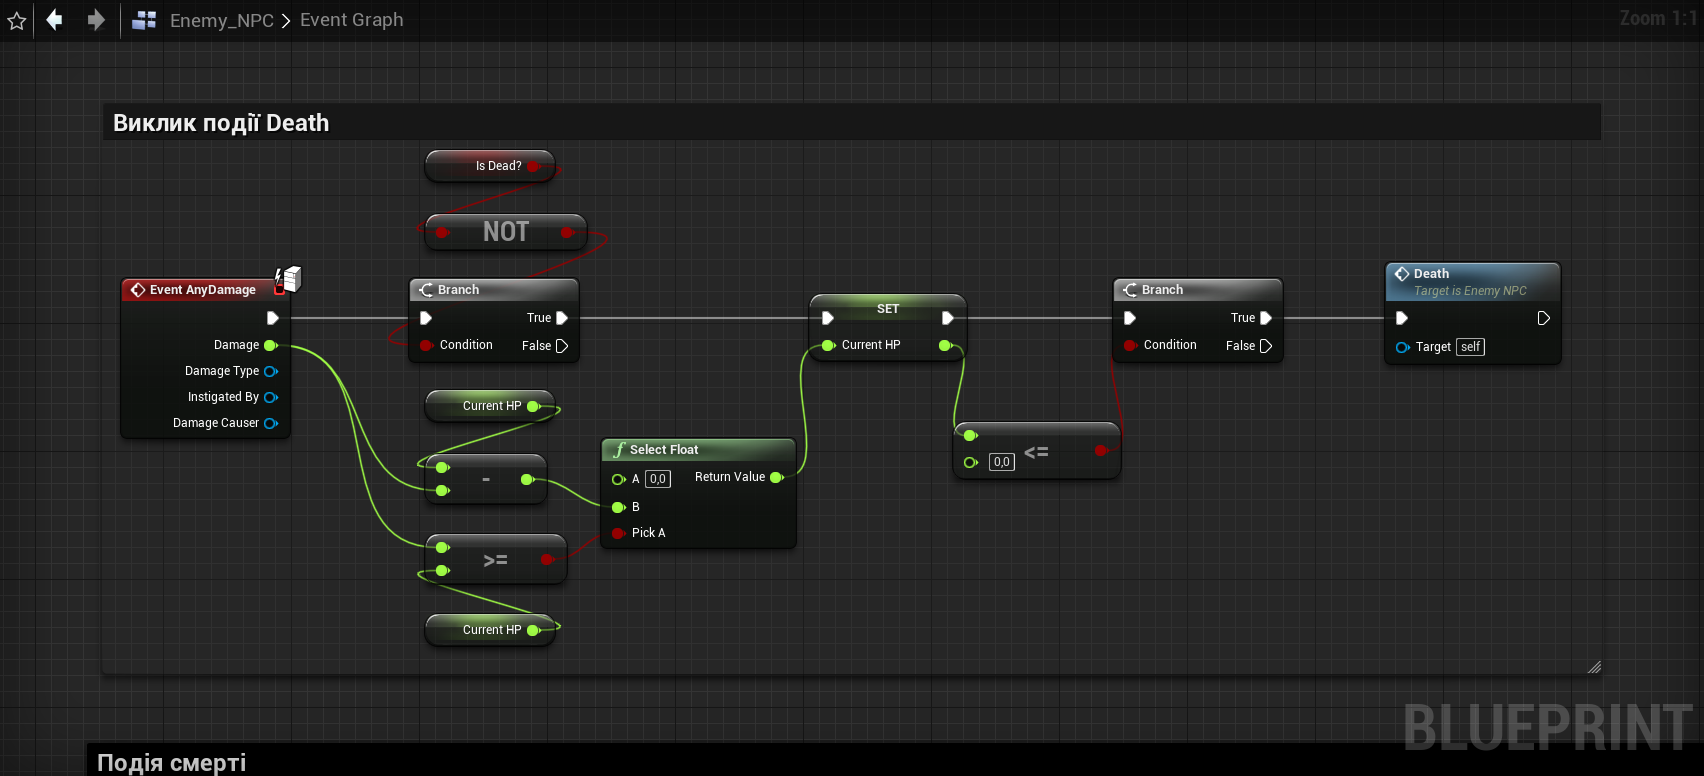 Enemy_NPC > Event Graph
Zoom 1:1
Виклик події Death
Is Dead?
NOT
Event AnyDamage
Damage
Damage Type
Instigated By
Damage Causer
Branch
True
Condition
False
Current HP
-
>=
Current HP
Select Float
A 0,0
Return Value
B
Pick A
SET
Current HP
<=
0,0
Branch
True
Condition
False
Death
Target is Enemy NPC
Target self
BLUEPRINT
Подія смерті